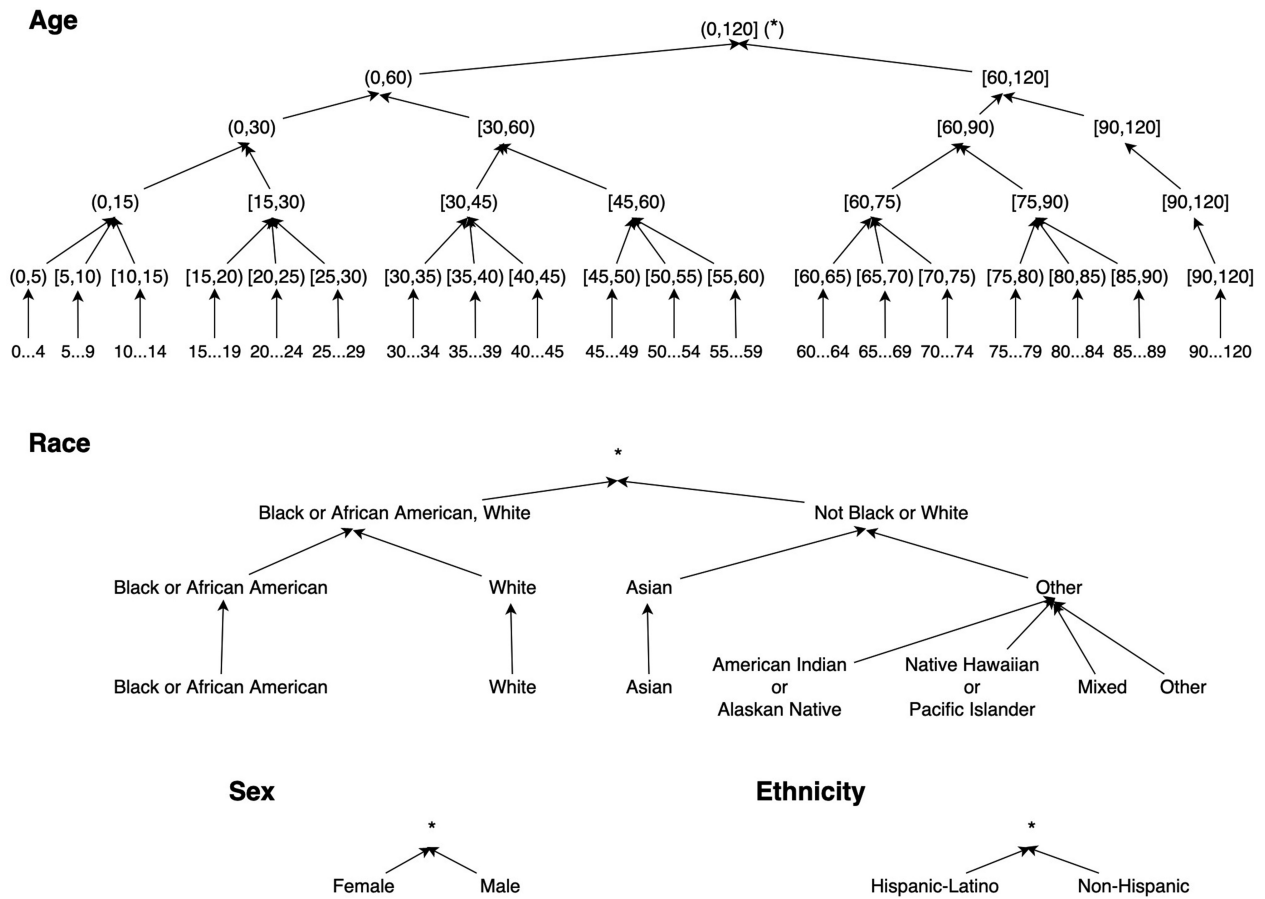 Age
(0,120] (*)
(0,60) [60,120]
(0,30) [30,60) [60,90) [90,120]
(0,15) [15,30) [30,45) [45,60) [60,75) [75,90) [90,120]
(0,5) [5,10) [10,15) [15,20) [20,25) [25,30) [30,35) [35,40) [40,45) [45,50) [50,55) [55,60) [60,65) [65,70) [70,75) [75,80) [80,85) [85,90) [90,120]
0...4 5...9 10...14 15...19 20...24 25...29 30...34 35...39 40...45 45...49 50...54 55...59 60...64 65...69 70...74 75...79 80...84 85...89 90...120
Race
*
Black or African American, White Not Black or White
Black or African American White Asian Other
Black or African American White Asian
American Indian
or
Alaskan Native
Native Hawaiian
or
Pacific Islander
Mixed Other
Sex
*
Female Male
Ethnicity
*
Hispanic-Latino Non-Hispanic